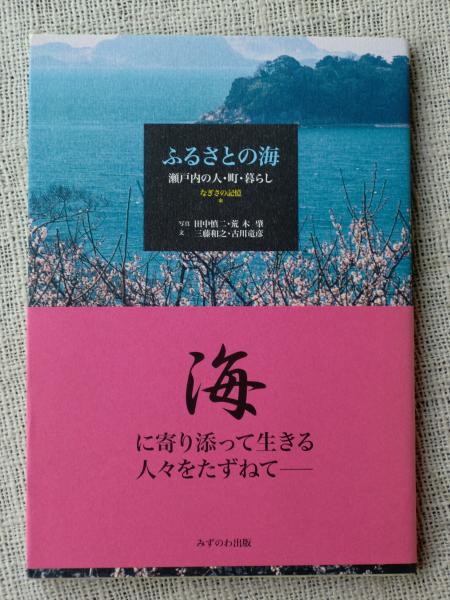 ふるさとの海
瀬戸内の人・町・暮らし
なぎさの記憶
*
写真 田中慎二・荒木 肇
文 三藤和之・古川竜彦
海
に寄り添って生きる
人々をたずねて——
みずのわ出版